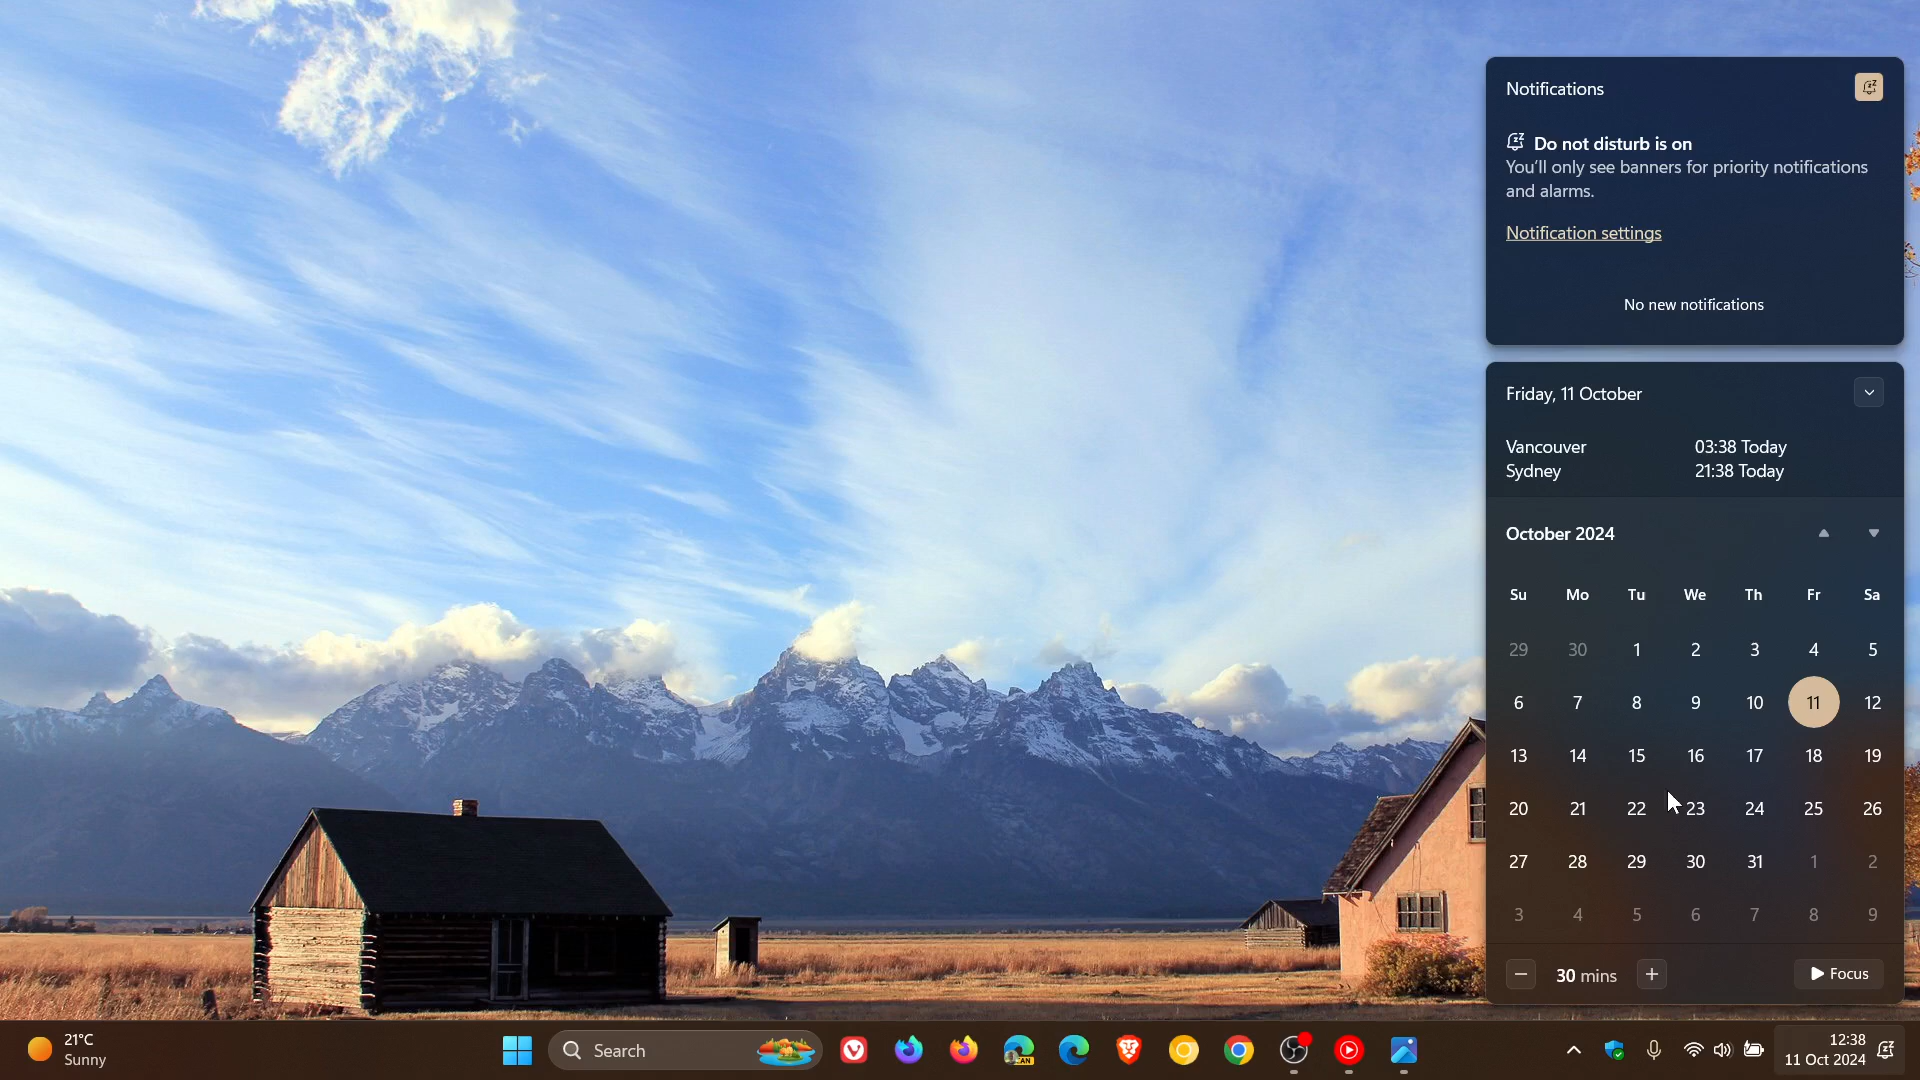 Notifications
Do not disturb is on
You'll only see banners for priority notifications
and alarms.
Notification settings
No new notifications
Friday, 11 October
Vancouver 03:38 Today
Sydney 21:38 Today
October 2024
Su Mo Tu We Th Fr Sa
29 30 1 2 3 4 5
6 7 8 9 10 11 12
13 14 15 16 17 18 19
20 21 22 23 24 25 26
27 28 29 30 31 1 2
3 4 5 6 7 8 9
30 mins
Focus
21°C
Sunny
Search
12:38
11 Oct 2024